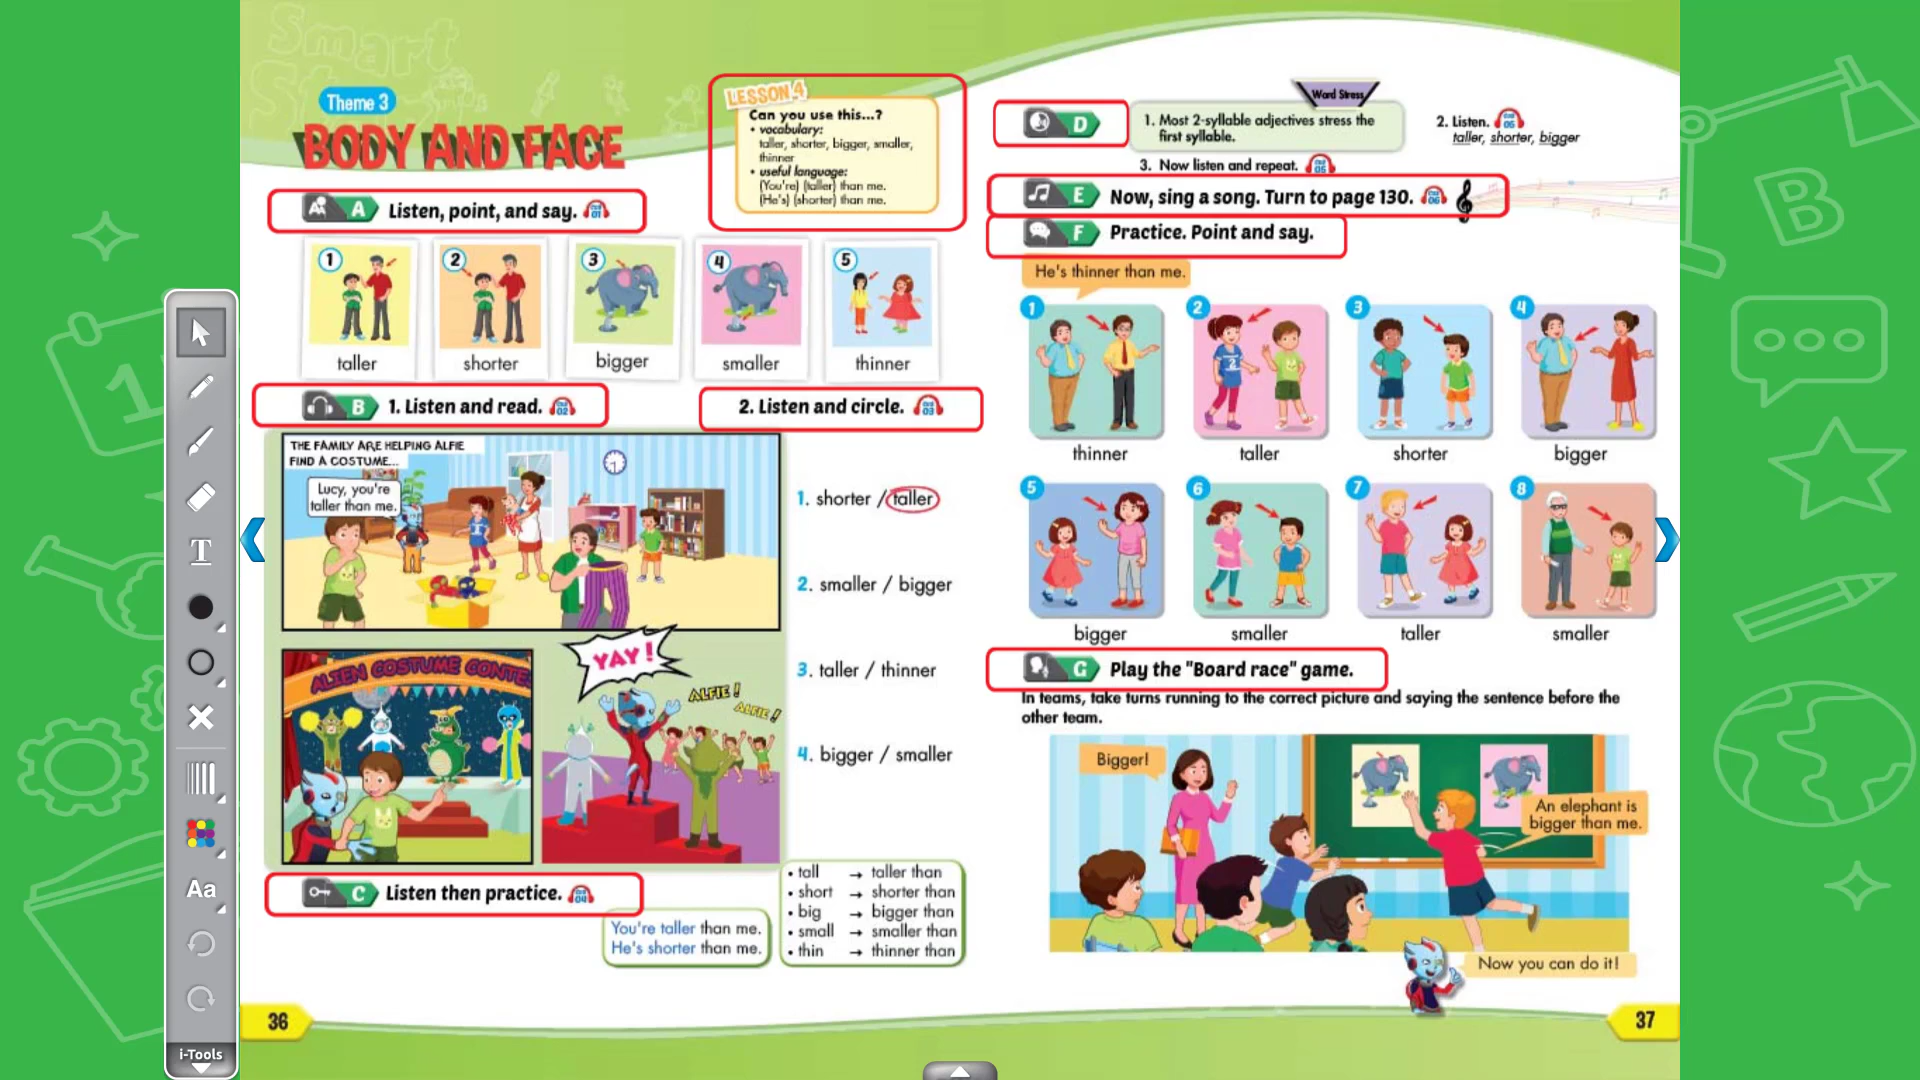 Theme 3
BODY AND FACE
LESSON 4
Can you use this...?
• vocabulary:
taller, shorter, bigger, smaller,
thinner
• useful language:
(You're) (taller) than me.
(He's) (shorter) than me.
A Listen, point, and say.
1
taller
2
shorter
3
bigger
4
smaller
5
thinner
B 1. Listen and read.
THE FAMILY ARE HELPING ALFIE
FIND A COSTUME...
Lucy, you're
taller than me.
ALIEN COSTUME CONTE
YAY!
ALFIE!
ALFIE!
2. Listen and circle.
1. shorter / taller
2. smaller / bigger
3. taller / thinner
4. bigger / smaller
C Listen then practice.
You're taller than me.
He's shorter than me.
• tall → taller than
• short → shorter than
• big → bigger than
• small → smaller than
• thin → thinner than
36
D
Word Stress
1. Most 2-syllable adjectives stress the
first syllable.
2. Listen.
taller, shorter, bigger
3. Now listen and repeat.
E Now, sing a song. Turn to page 130.
F Practice. Point and say.
He's thinner than me.
1
thinner
2
taller
3
shorter
4
bigger
5
bigger
6
smaller
7
taller
8
smaller
G Play the "Board race" game.
In teams, take turns running to the correct picture and saying the sentence before the
other team.
Bigger!
An elephant is
bigger than me.
Now you can do it!
37
T
Aa
i-Tools